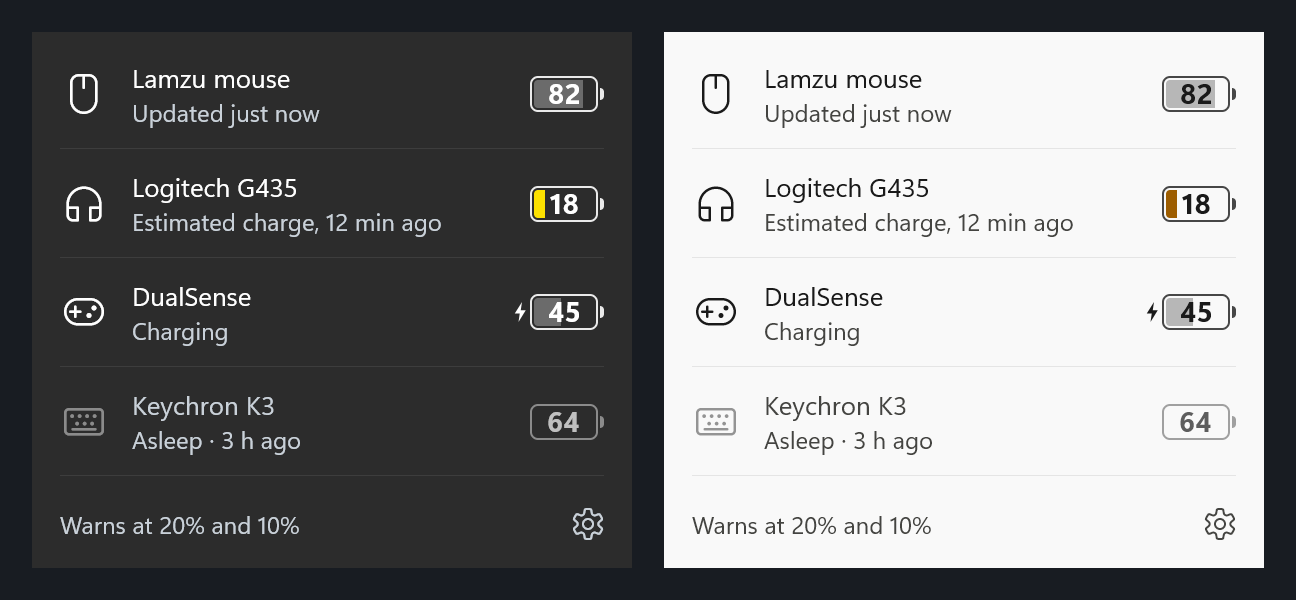 Lamzu mouse
82
Updated just now
Logitech G435
18
Estimated charge, 12 min ago
DualSense
45
Charging
Keychron K3
64
Asleep · 3 h ago
Warns at 20% and 10%
Lamzu mouse
82
Updated just now
Logitech G435
18
Estimated charge, 12 min ago
DualSense
45
Charging
Keychron K3
64
Asleep · 3 h ago
Warns at 20% and 10%